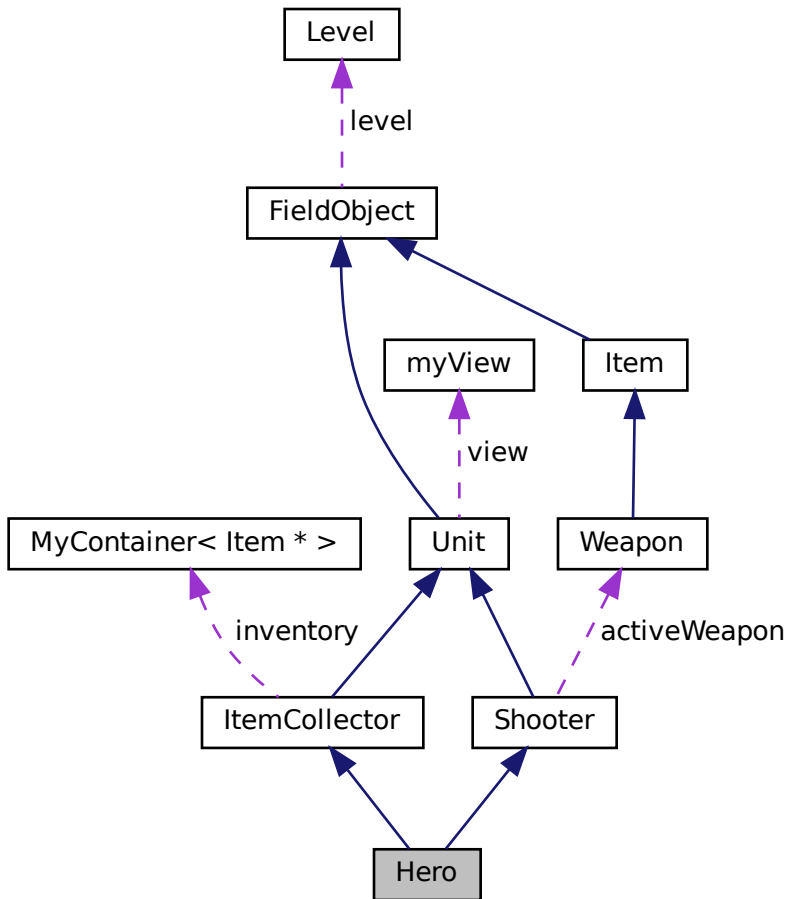 Level
level
FieldObject
myView
Item
view
MyContainer< Item * >
Unit
Weapon
inventory
activeWeapon
ItemCollector
Shooter
Hero